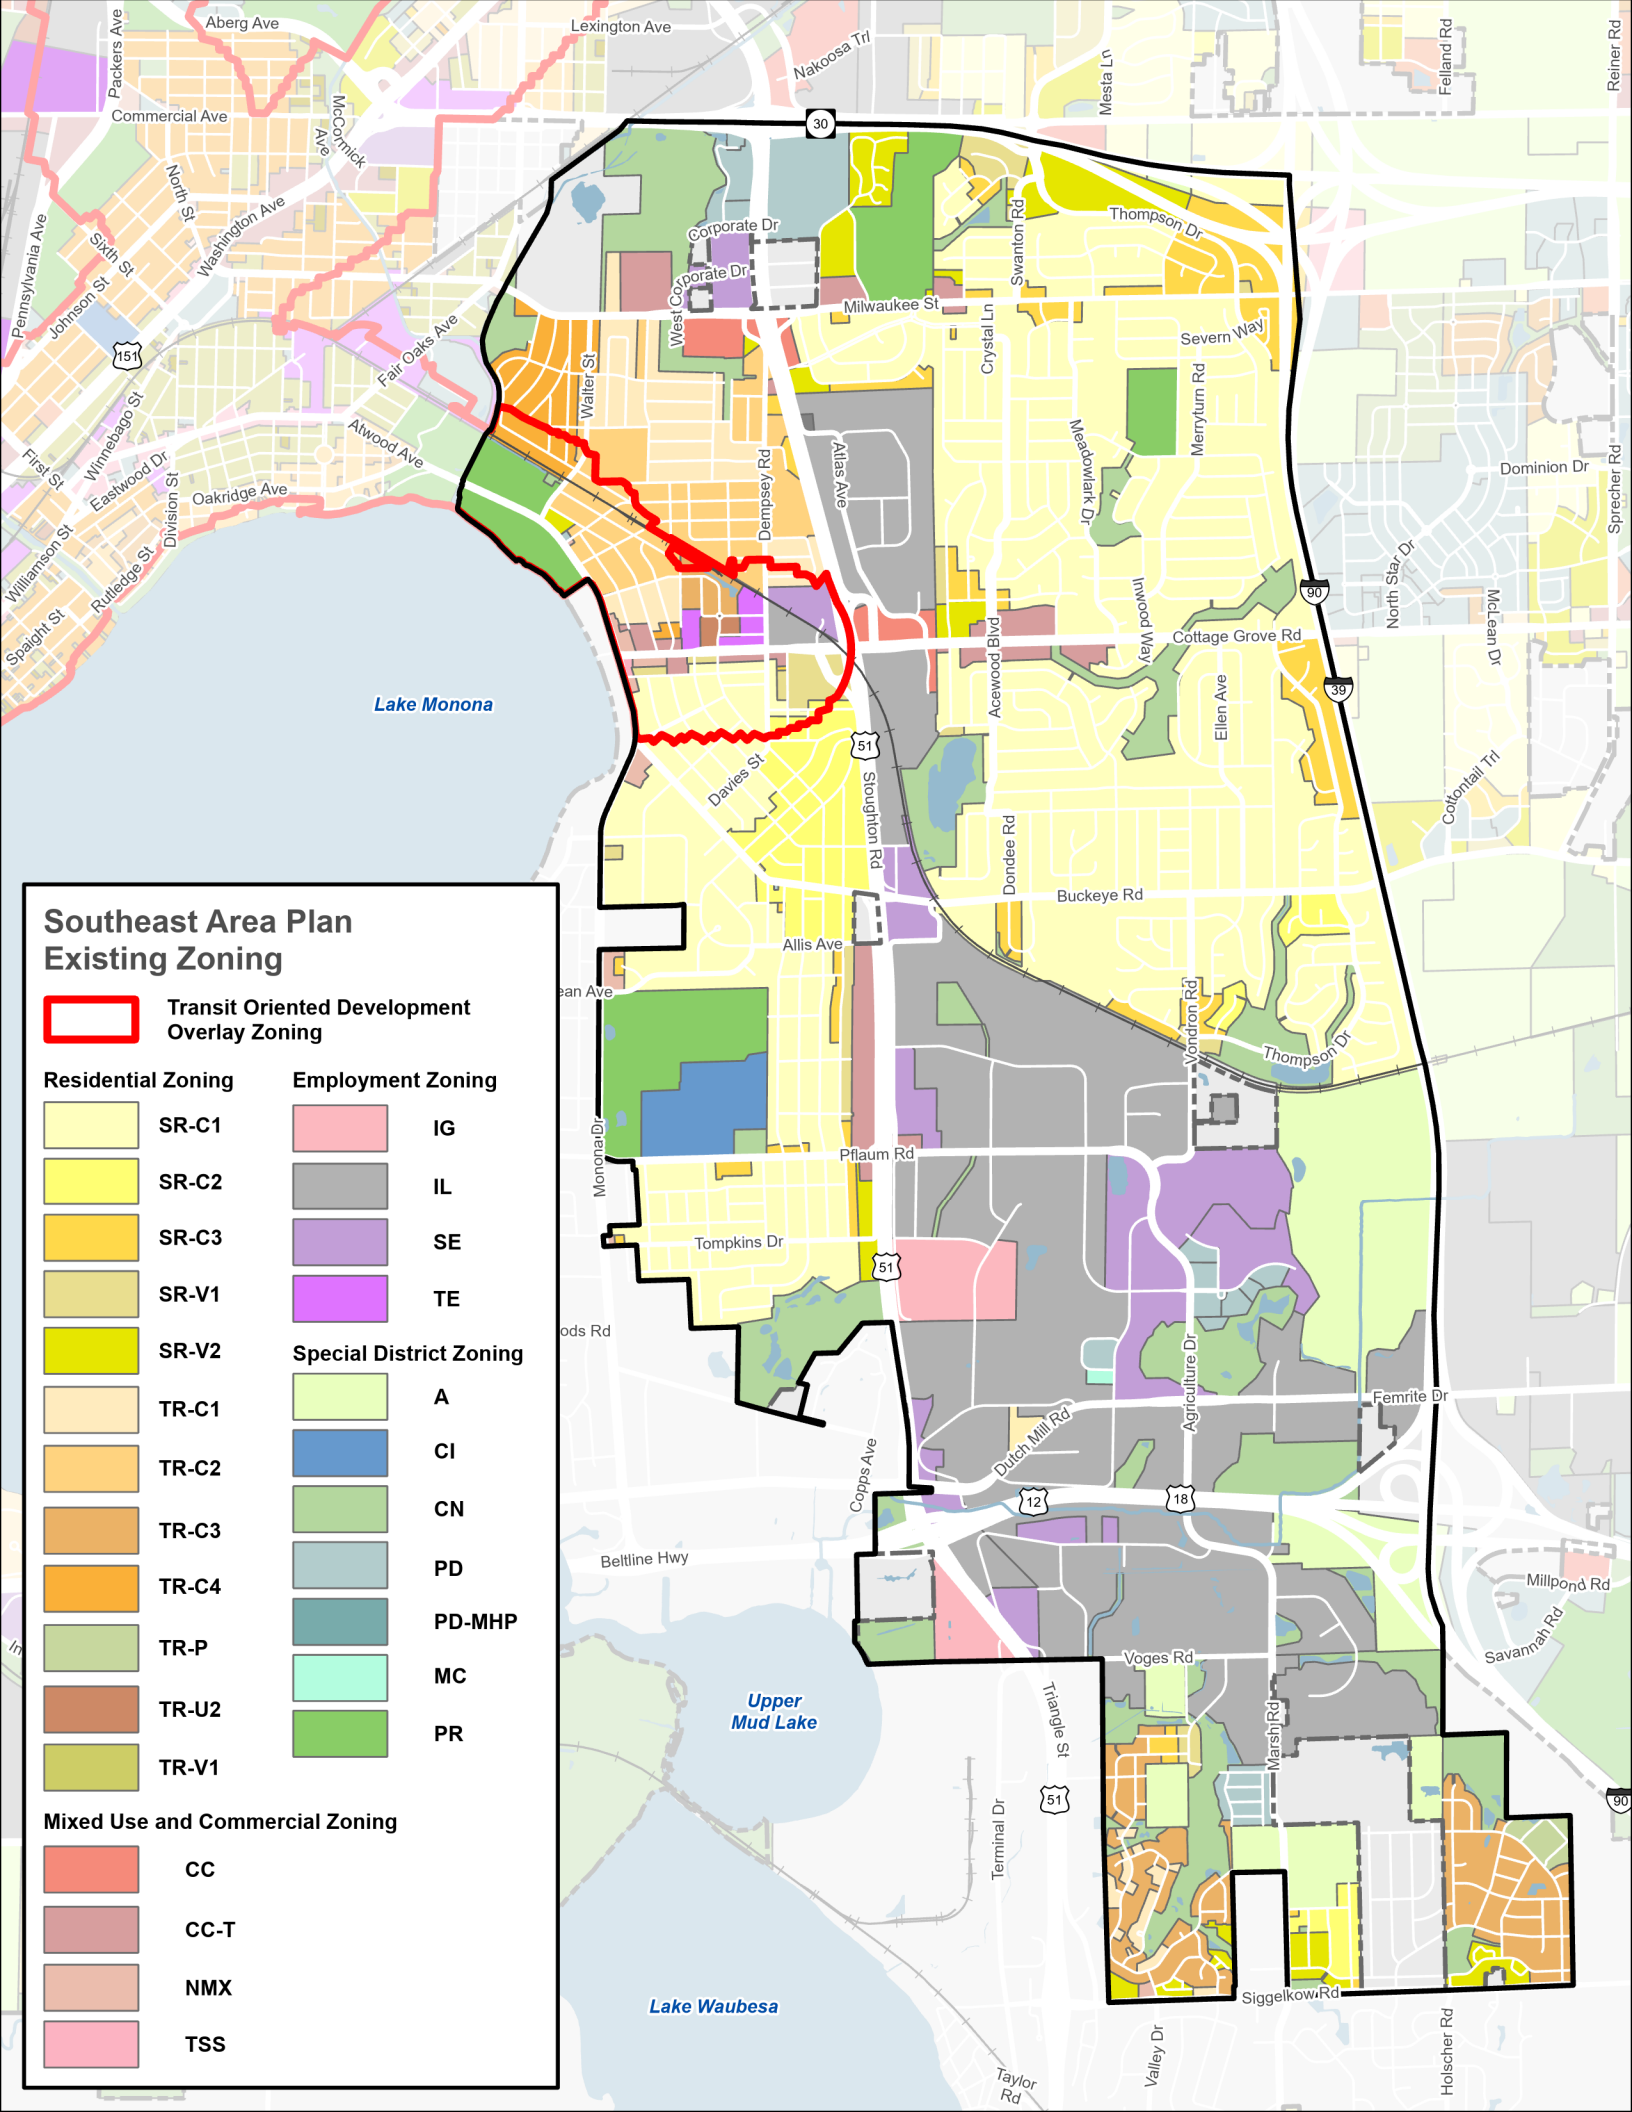 Aberg Ave
Lexington Ave
Packers Ave
Nakoosa Trl
Mesta Ln
Felland Rd
Reiner Rd
Commercial Ave
McCormick
Ave
30
North St
Washington Ave
Sixth St
Pennsylvania Ave
Johnson St
Corporate Dr
West Corporate Dr
Swanton Rd
Thompson Dr
Milwaukee St
Severn Way
Crystal Ln
151
Fair Oaks Ave
Walter St
Merryturn Rd
Winnebago St
Atwood Ave
First St
Eastwood Dr
Oakridge Ave
Division St
Dempsey Rd
Atlas Ave
Meadowlark Dr
Dominion Dr
Sprecher Rd
Williamson St
Rutledge St
Spaight St
North Star Dr
McLean Dr
90
Inwood Way
Cottage Grove Rd
Acewood Blvd
Ellen Ave
39
Lake Monona
51
Davies St
Stoughton Rd
Cottontail Trl
Dondee Rd
Buckeye Rd
Allis Ave
ean Ave
Vondron Rd
Thompson Dr
Monona Dr
Pflaum Rd
Tompkins Dr
51
ods Rd
Agriculture Dr
Femrite Dr
Dutch Mill Rd
Copps Ave
12
18
Beltline Hwy
Millpond Rd
Savannah Rd
Voges Rd
Triangle St
Marsh Rd
Upper
Mud Lake
51
90
Terminal Dr
Siggelkow Rd
Lake Waubesa
Taylor
Rd
Valley Dr
Holscher Rd
In
Southeast Area Plan
Existing Zoning
Transit Oriented Development
Overlay Zoning
Residential Zoning
SR-C1
SR-C2
SR-C3
SR-V1
SR-V2
TR-C1
TR-C2
TR-C3
TR-C4
TR-P
TR-U2
TR-V1
Mixed Use and Commercial Zoning
CC
CC-T
NMX
TSS
Employment Zoning
IG
IL
SE
TE
Special District Zoning
A
CI
CN
PD
PD-MHP
MC
PR